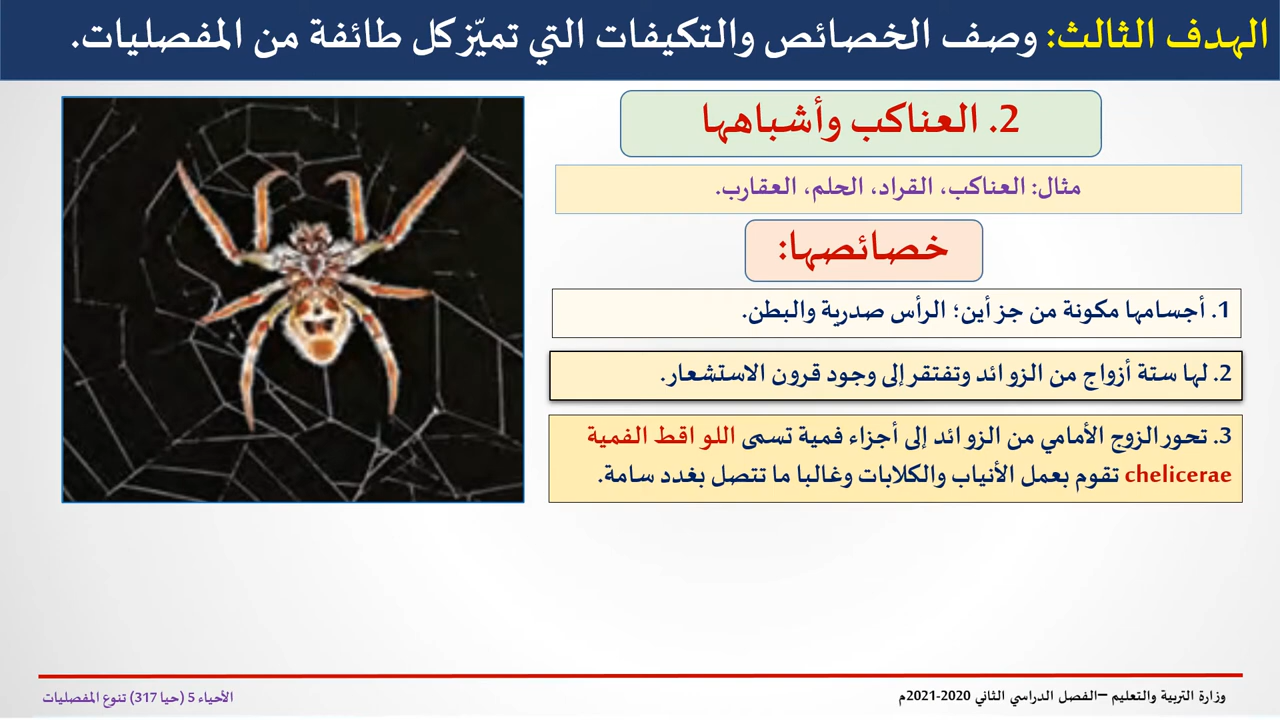 الهدف الثالث: وصف الخصائص والتكيفات التي تميّز كل طائفة من المفصليات.
2. العناكب وأشباهها
مثال: العناكب، القراد، الحلم، العقارب.
خصائصها:
1. أجسامها مكونة من جزأين؛ الرأس صدرية والبطن.
2. لها ستة أزواج من الزوائد وتفتقر إلى وجود قرون الاستشعار.
3. تحور الزوج الأمامي من الزوائد إلى أجزاء فمية تسمى اللواقط الفمية
chelicerae تقوم بعمل الأنياب والكلابات وغالبا ما تتصل بغدد سامة.
وزارة التربية والتعليم –الفصل الدراسي الثاني 2020-2021م
الأحياء 5 (حيا 317) تنوع المفصليات